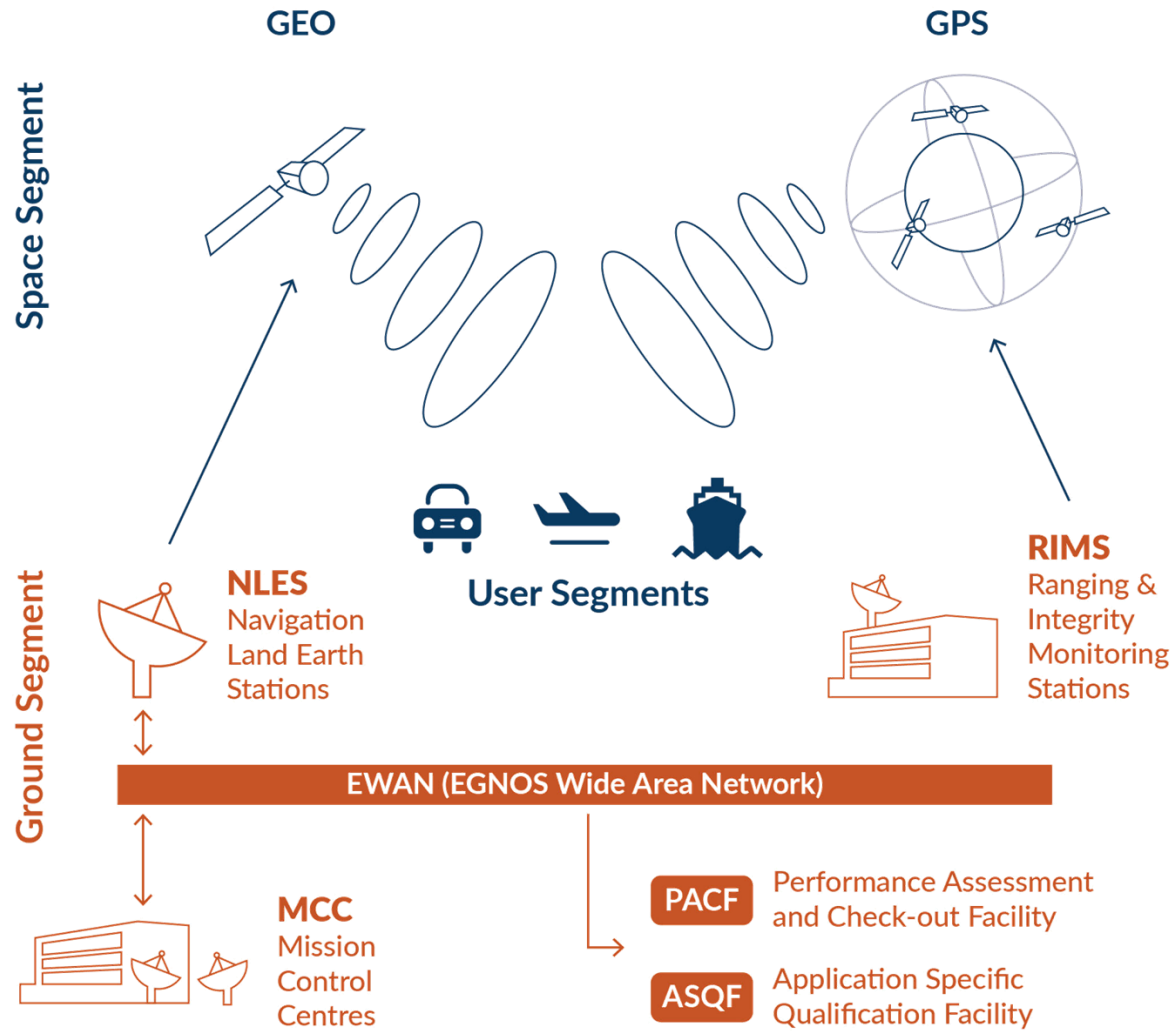 GEO
GPS
Space Segment
User Segments
Ground Segment
NLES
Navigation
Land Earth
Stations
RIMS
Ranging &
Integrity
Monitoring
Stations
EWAN (EGNOS Wide Area Network)
MCC
Mission
Control
Centres
PACF
Performance Assessment
and Check-out Facility
ASQF
Application Specific
Qualification Facility